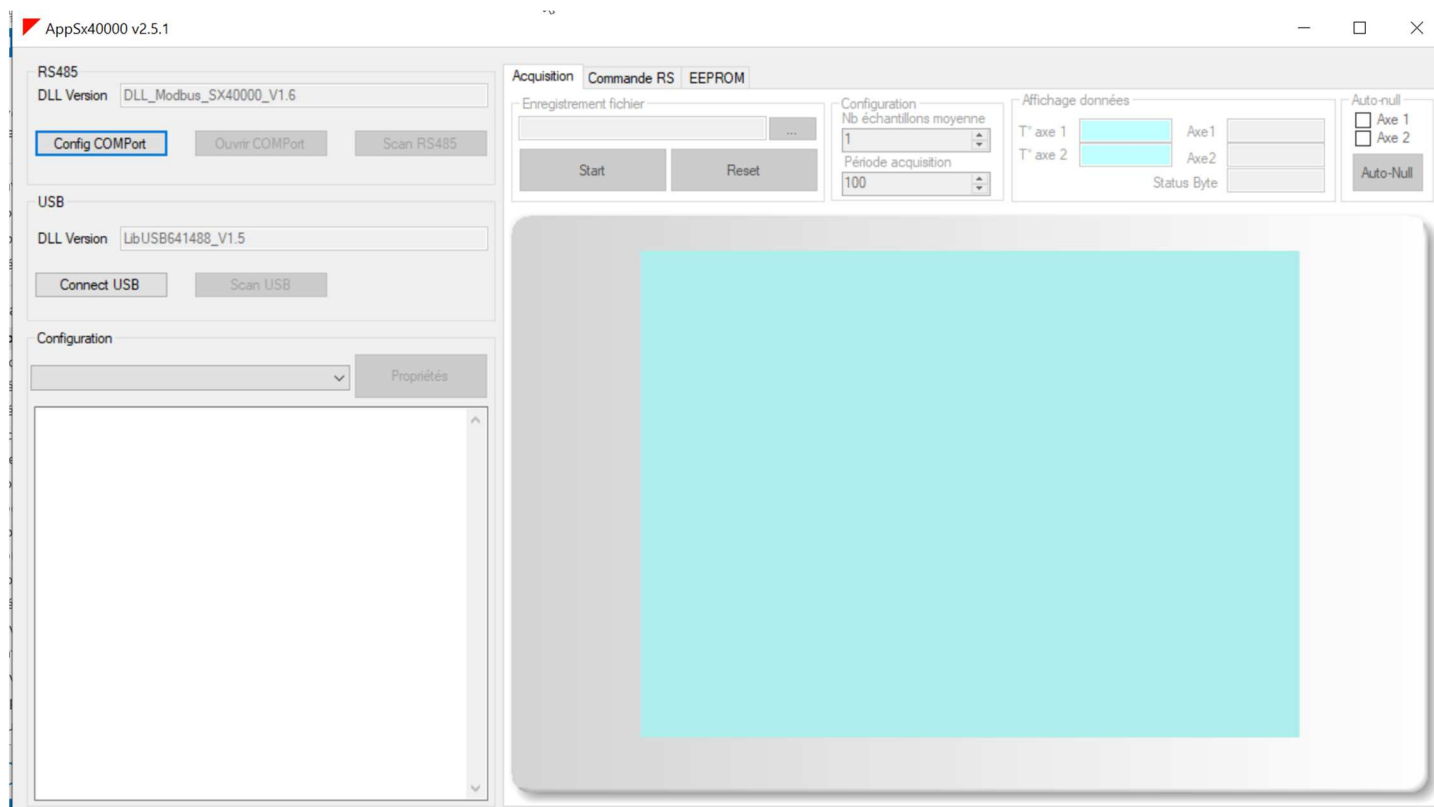 AppSx40000 v2.5.1
RS485
DLL Version DLL_Modbus_SX40000_V1.6
Config COMPort Ouvrir COMPort Scan RS485
USB
DLL Version LibUSB641488_V1.5
Connect USB Scan USB
Configuration
Propriétés
Acquisition Commande RS EEPROM
Enregistrement fichier
...
Start Reset
Configuration
Nb échantillons moyenne
1
Période acquisition
100
Affichage données
T° axe 1 Axe1
T° axe 2 Axe2
Status Byte
Auto-null
Axe 1
Axe 2
Auto-Null